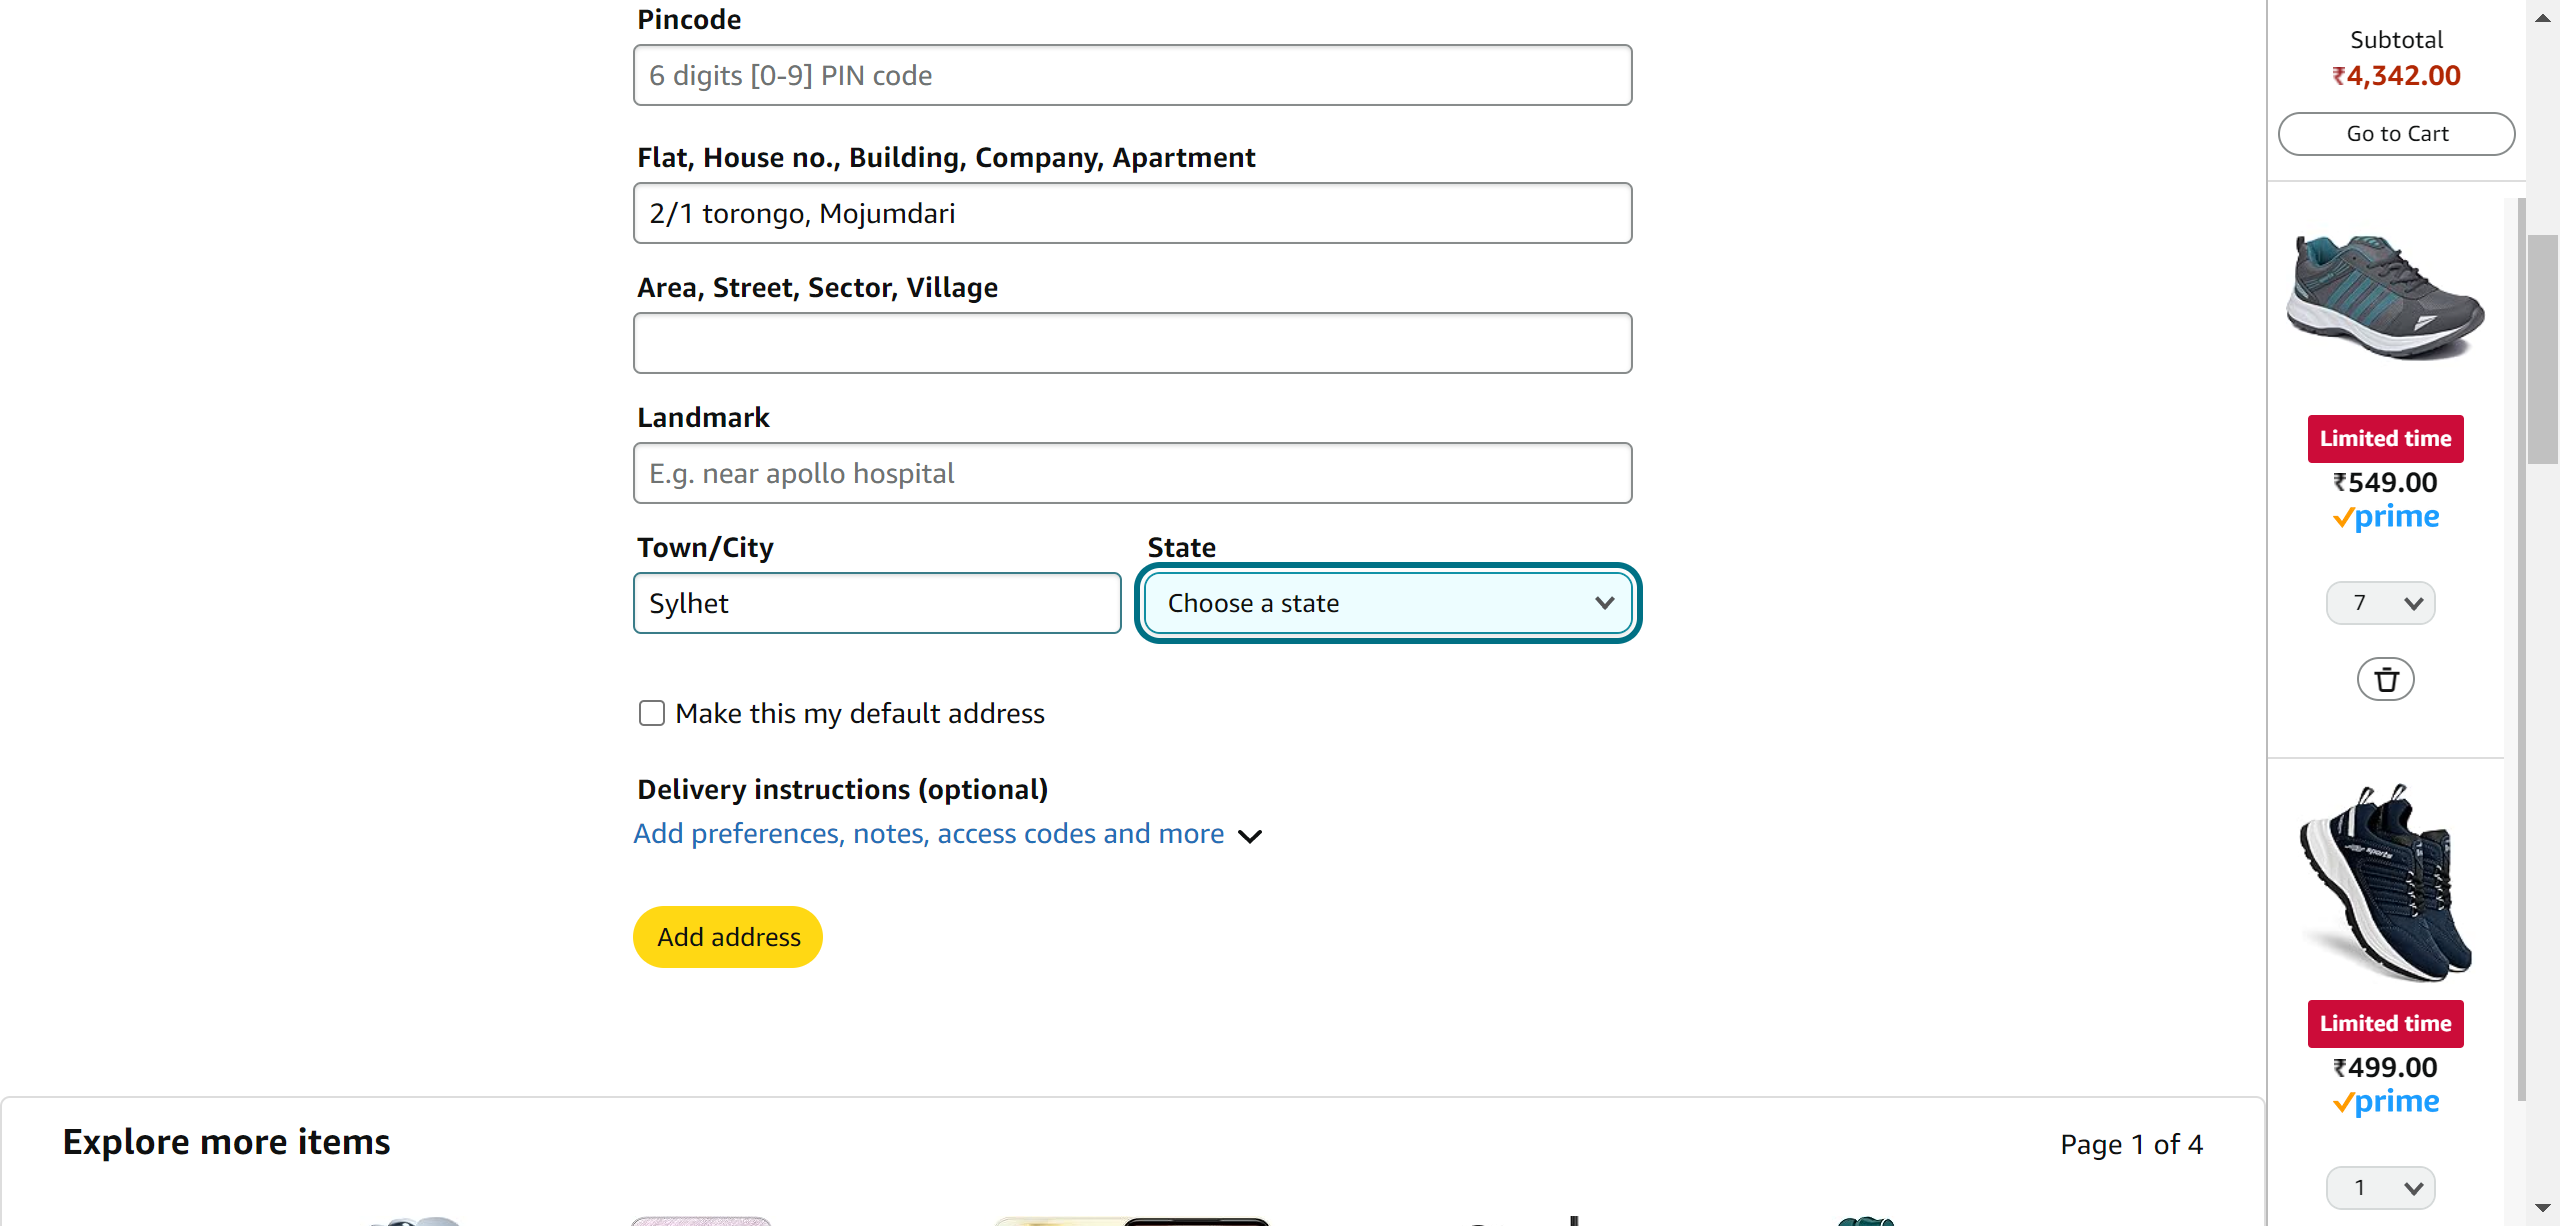 Pincode
6 digits [0-9] PIN code
Flat, House no., Building, Company, Apartment
2/1 torongo, Mojumdari
Area, Street, Sector, Village
Landmark
E.g. near apollo hospital
Town/City
State
Sylhet
Choose a state
Make this my default address
Delivery instructions (optional)
Add preferences, notes, access codes and more
Add address
Explore more items
Page 1 of 4
Subtotal
₹4,342.00
Go to Cart
Limited time
₹549.00
prime
7
sports
Limited time
₹499.00
prime
1